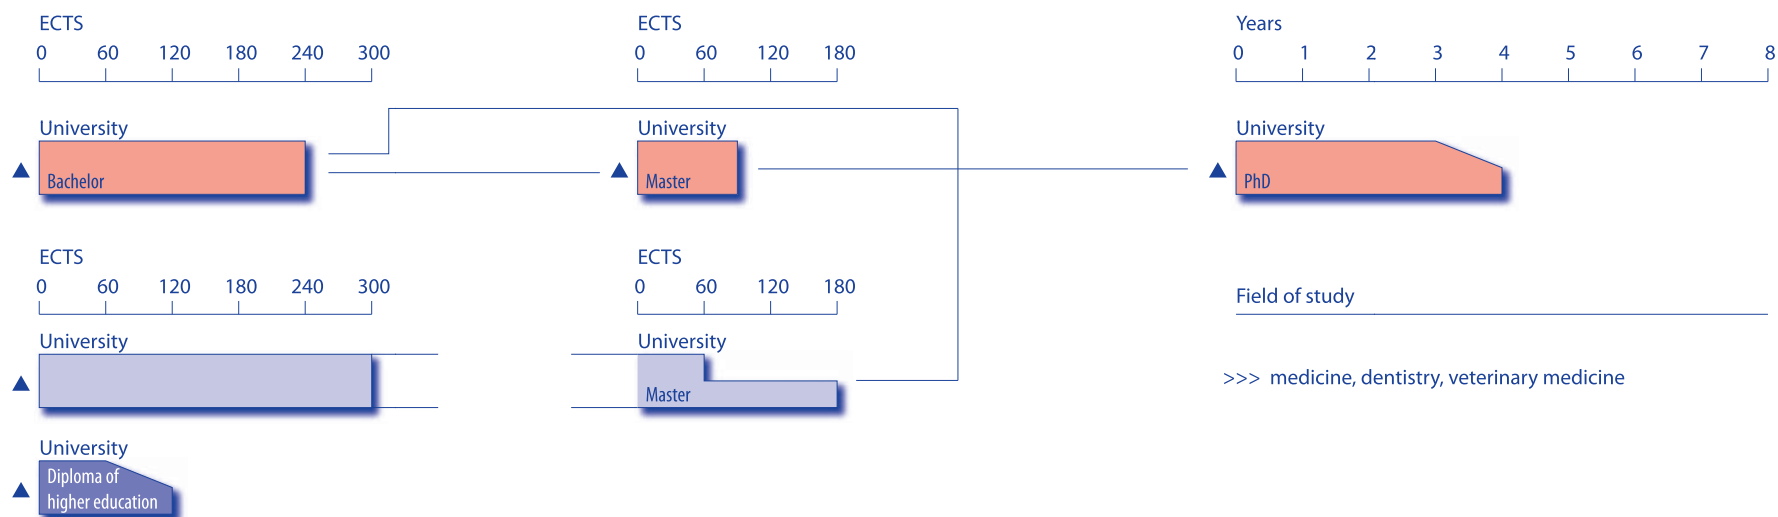 ECTS
0 60 120 180 240 300
ECTS
0 60 120 180
Years
0 1 2 3 4 5 6 7 8
University
Bachelor
University
Master
University
PhD
ECTS
0 60 120 180 240 300
ECTS
0 60 120 180
Field of study
University
University
Master
>>> medicine, dentistry, veterinary medicine
University
Diploma of
higher education